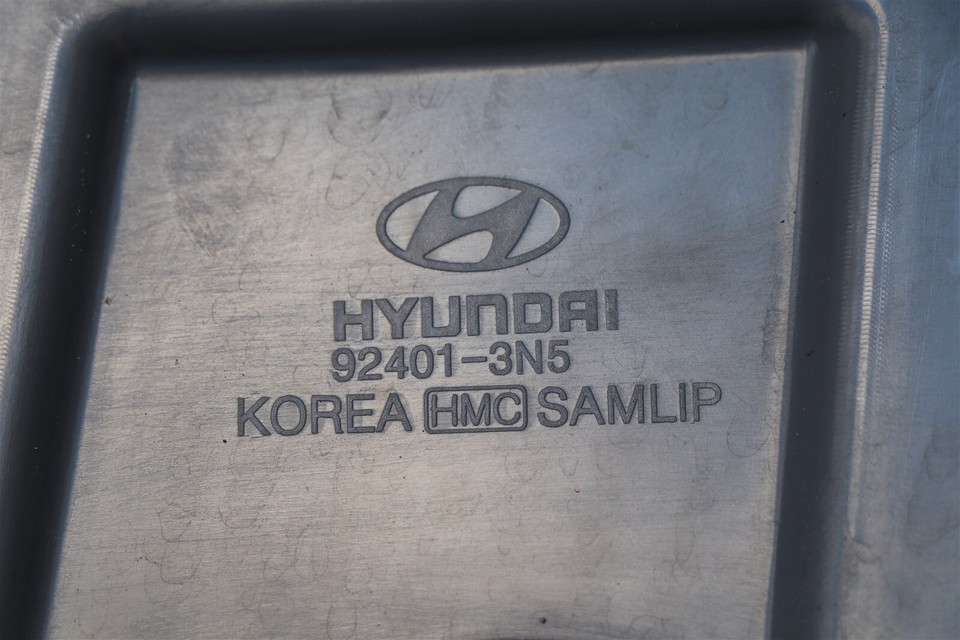 HYUNDAI
92401-3N5
KOREA HMC SAMLIP